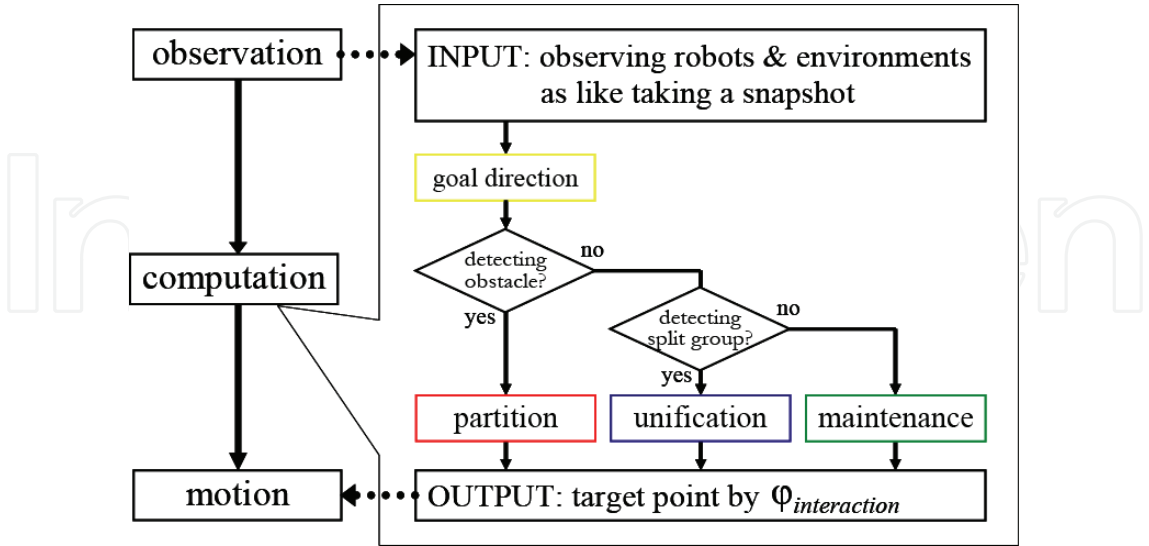 observation
INPUT: observing robots & environments
as like taking a snapshot
goal direction
detecting
obstacle?
no
yes
computation
detecting
split group?
no
yes
partition
unification
maintenance
motion
OUTPUT: target point by φinteraction